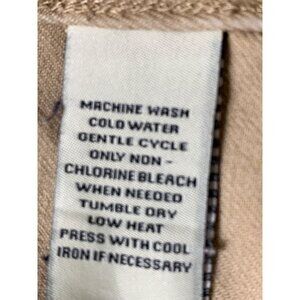 MACHINE WASH
COLD WATER
GENTLE CYCLE
ONLY NON -
CHLORINE BLEACH
WHEN NEEDED
TUMBLE DRY
LOW HEAT
PRESS WITH COOL
IRON IF NECESSARY